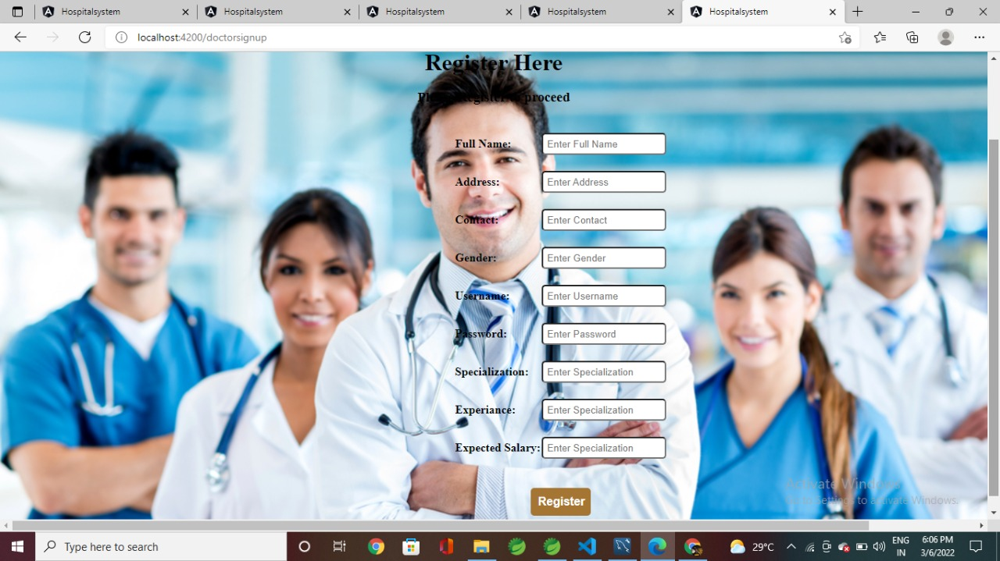 Hospitalsystem Hospitalsystem Hospitalsystem Hospitalsystem Hospitalsystem
localhost:4200/doctorsignup
Register Here
Please Register to proceed
Full Name: Enter Full Name
Address: Enter Address
Contact: Enter Contact
Gender: Enter Gender
Username: Enter Username
Password: Enter Password
Specialization: Enter Specialization
Experiance: Enter Specialization
Expected Salary: Enter Specialization
Register
Activate Windows
Go to Settings to activate Windows.
Type here to search
29°C
ENG
IN
6:06 PM
3/6/2022